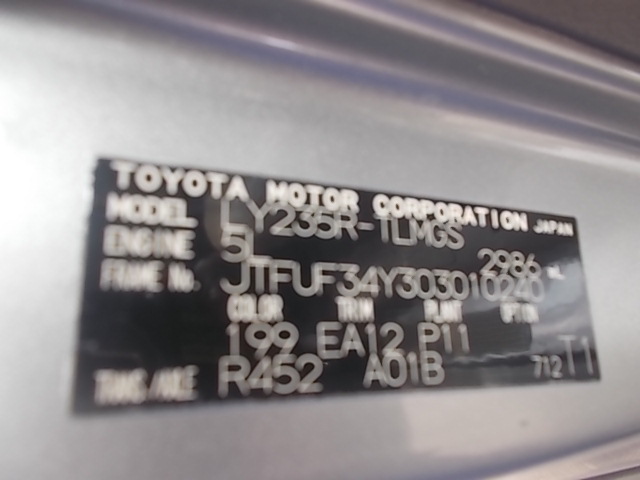 TOYOTA MOTOR CORPORATION JAPAN
MODEL LY235R-TLMGS
ENGINE 5L 2986 mL
FRAME No. JTFUF34Y303010240
COLOR TRIM PLANT OPTION
199 EA12 P11
TRANS/AXLE R452 A01B 712 T1